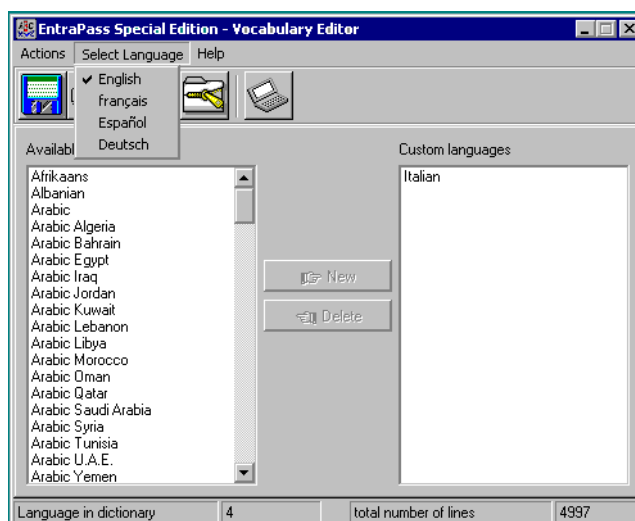 EntraPass Special Edition - Vocabulary Editor
Actions Select Language Help
English
français
Español
Deutsch
Custom languages
Afrikaans
Albanian
Arabic
Arabic Algeria
Arabic Bahrain
Arabic Egypt
Arabic Iraq
Arabic Jordan
Arabic Kuwait
Arabic Lebanon
Arabic Libya
Arabic Morocco
Arabic Oman
Arabic Qatar
Arabic Saudi Arabia
Arabic Syria
Arabic Tunisia
Arabic U.A.E.
Arabic Yemen
New
Delete
Italian
Language in dictionary 4 total number of lines 4997